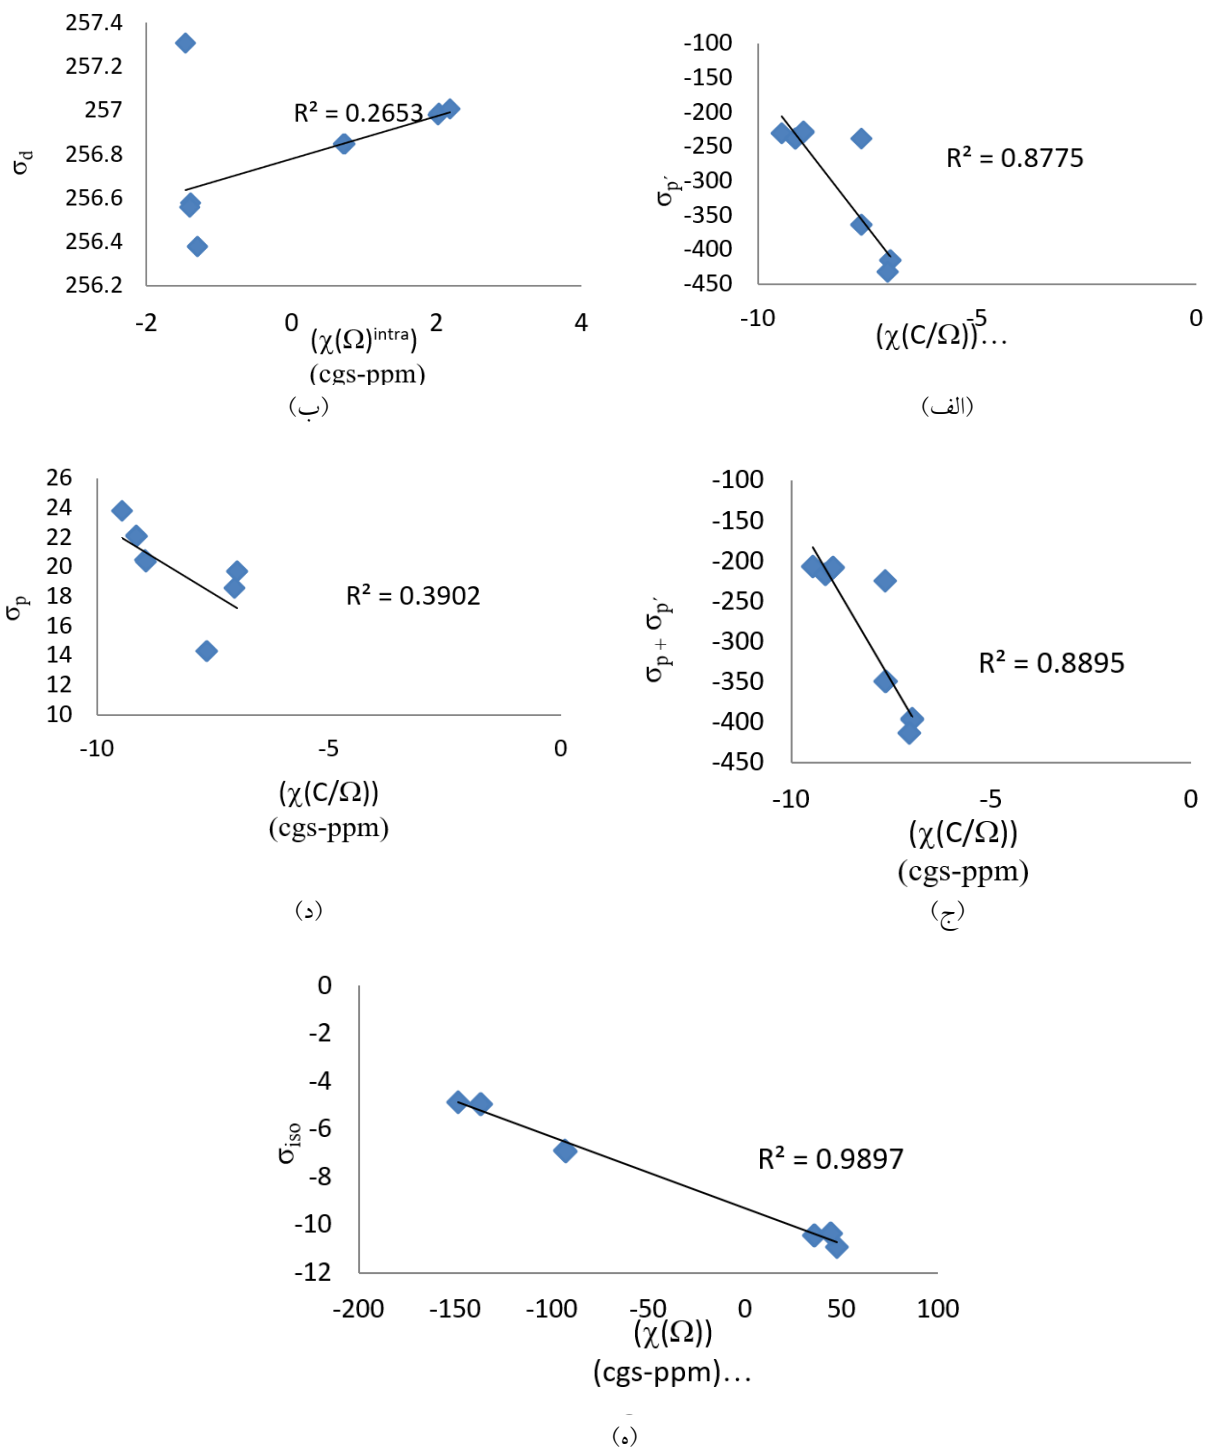 257.4
257.2
257
256.8
256.6
256.4
256.2
σd
R² = 0.2653
-2
0
2
4
(χ(Ω)intra)
(cgs-ppm)
(ب)
-100
-150
-200
-250
-300
-350
-400
-450
σp´
R² = 0.8775
-10
-5
0
(χ(C/Ω))…
(الف)
26
24
22
20
18
16
14
12
10
σp
R² = 0.3902
-10
-5
0
(χ(C/Ω))
(cgs-ppm)
(د)
-100
-150
-200
-250
-300
-350
-400
-450
σp + σp´
R² = 0.8895
-10
-5
0
(χ(C/Ω))
(cgs-ppm)
(ج)
0
-2
-4
-6
-8
-10
-12
σiso
R² = 0.9897
-200
-150
-100
-50
0
50
100
(χ(Ω))
(cgs-ppm)…
(ه)